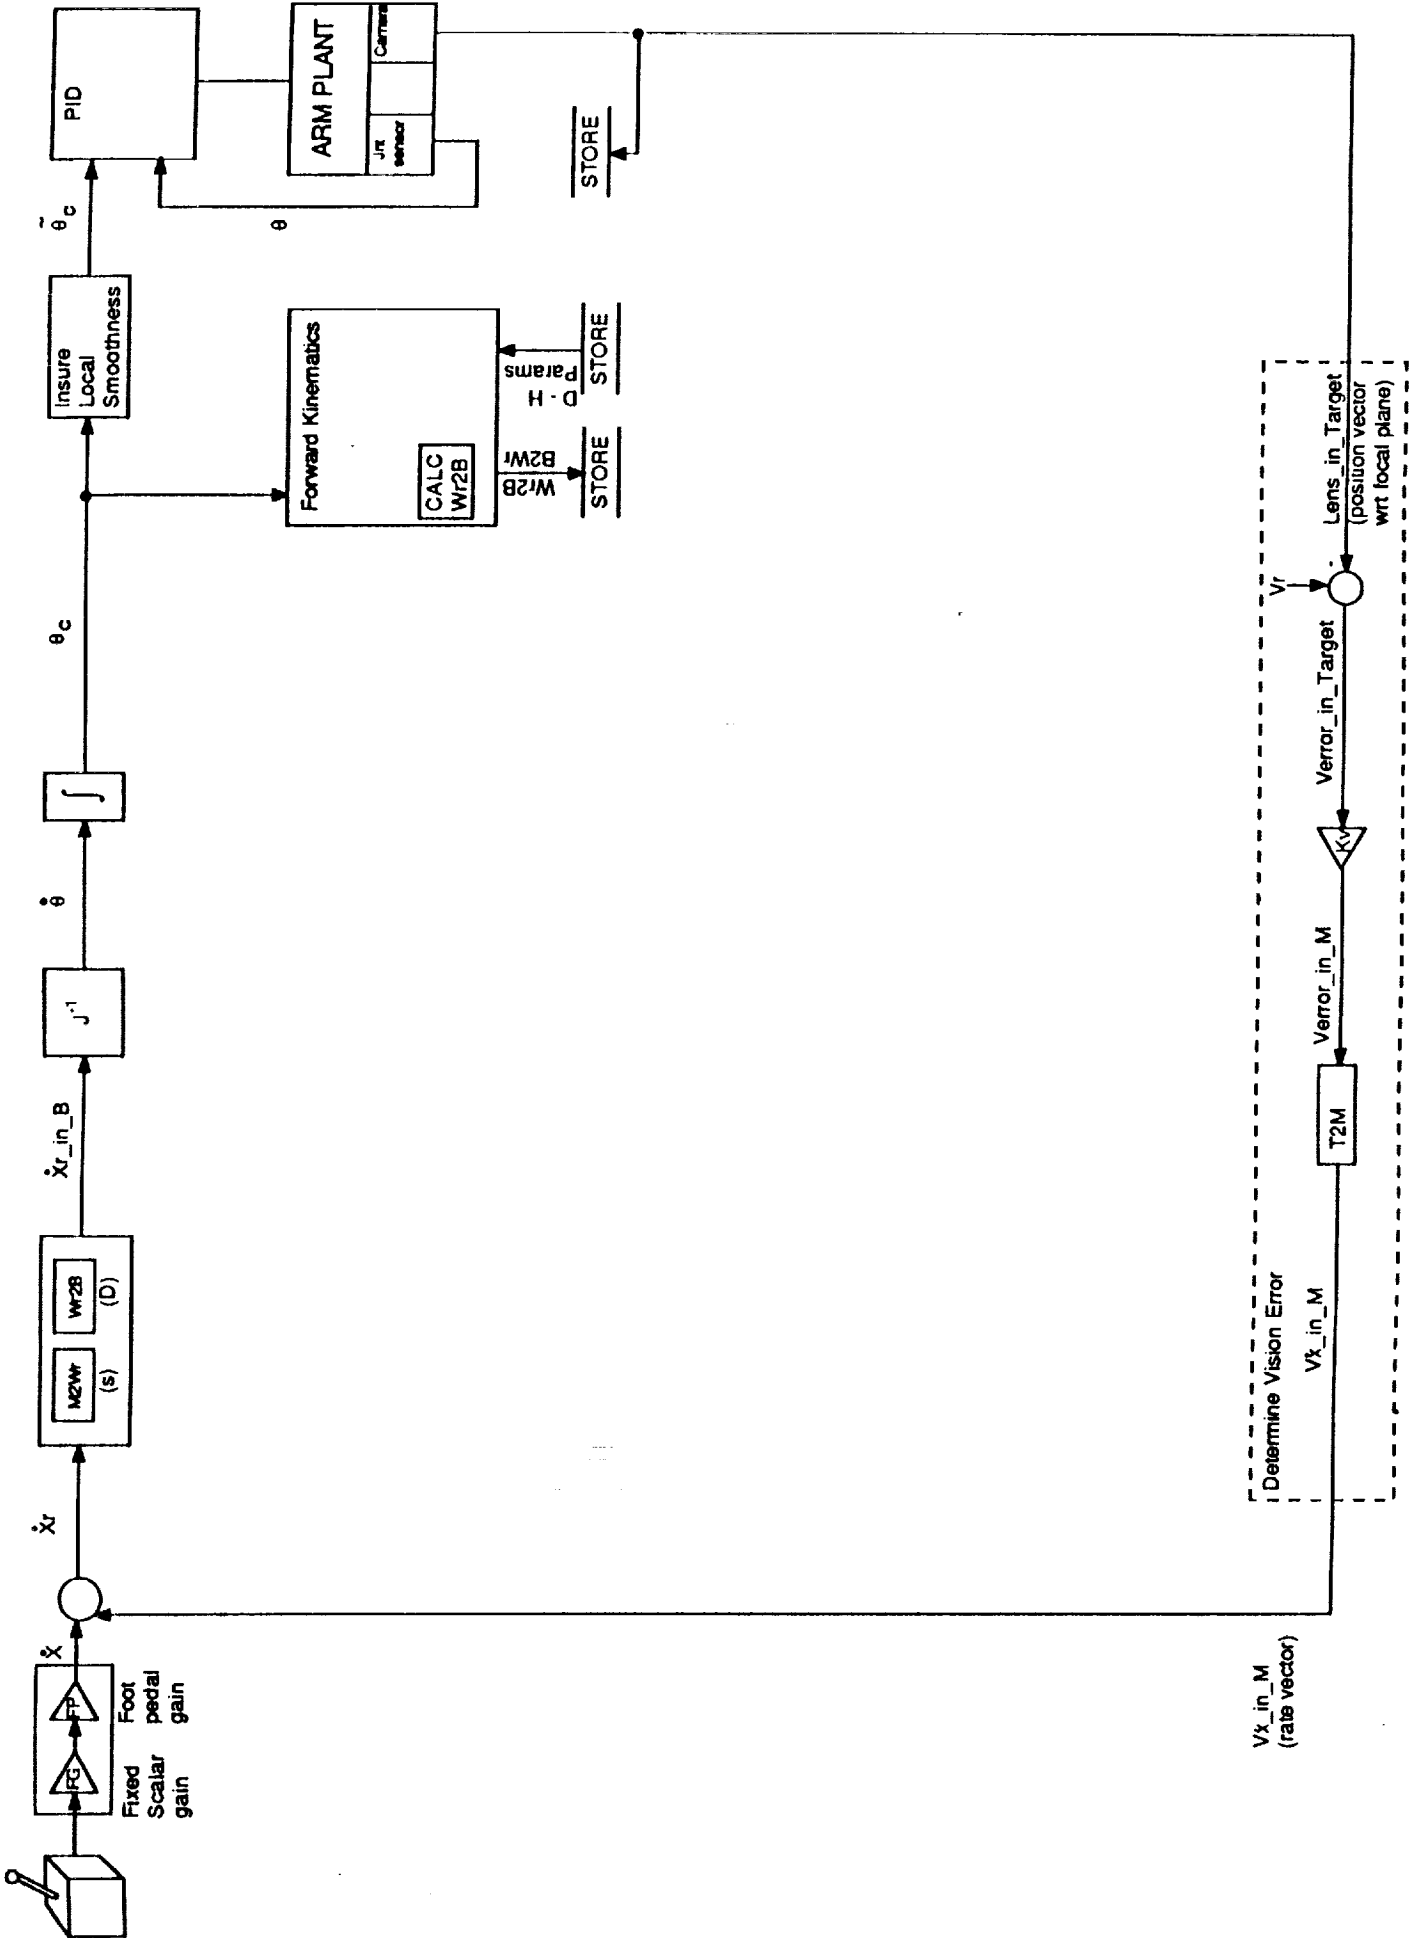 FG
FP
Fixed
Scalar
gain
Foot
pedal
gain
Ẋ
Ẋr
M2Wr
(s)
Wr2B
(D)
Ẋr_in_B
J⁻¹
θ̇
∫
θc
Insure
Local
Smoothness
θ̃c
PID
ARM PLANT
Jnt
sensor
Camera
θ
Forward Kinematics
CALC
Wr2B
Wr2B
B2Wr
STORE
D - H
Params
STORE
STORE
Determine Vision Error
Vẋ_in_M
T2M
Verror_in_M
Kv
Verror_in_Target
Vr
-
Lens_in_Target
(position vector
wrt local plane)
Vẋ_in_M
(rate vector)